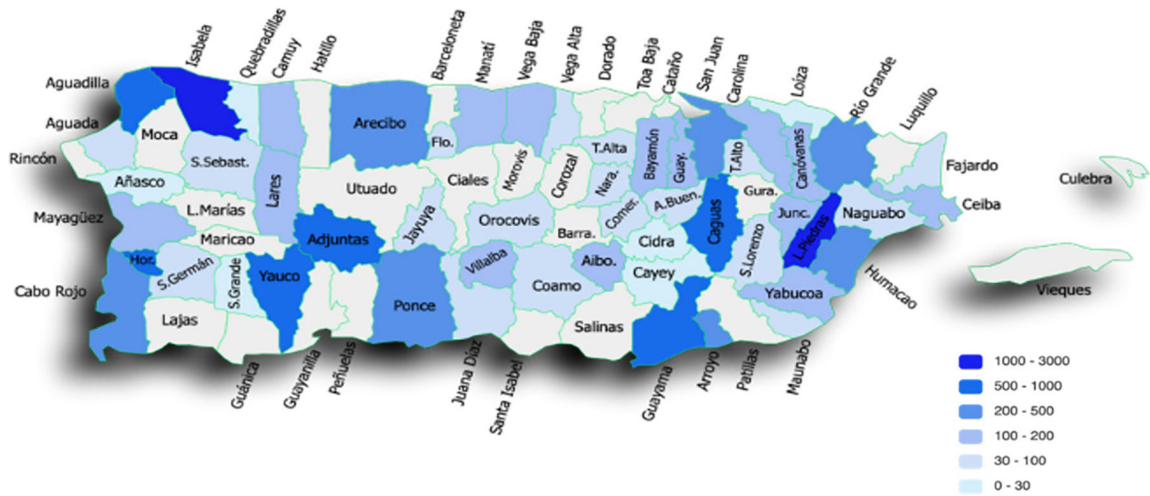 Isabela
Quebradillas
Camuy
Hatillo
Barceloneta
Manatí
Vega Baja
Vega Alta
Dorado
Toa Baja
Cataño
San Juan
Carolina
Loíza
Río Grande
Luquillo
Aguadilla
Aguada
Rincón
Mayagüez
Cabo Rojo
Moca
S.Sebast.
Añasco
L.Marías
Maricao
Hor.
S.Germán
S.Grande
Lajas
Lares
Arecibo
Utuado
Adjuntas
Yauco
Flo.
Ciales
Morovis
Corozal
Jayuya
Orocovis
Villalba
Ponce
Coamo
Barra.
Aibo.
Salinas
T.Alta
Nara.
Comer.
Bayamón
Guay.
A.Buen.
Cidra
Cayey
Caguas
T.Alto
Gura.
S.Lorenzo
Canóvanas
Junc.
L.Piedras
Naguabo
Yabucoa
Fajardo
Ceiba
Culebra
Vieques
Humacao
Guánica
Guayanilla
Peñuelas
Juana Díaz
Santa Isabel
Guayama
Arroyo
Patillas
Maunabo
1000 - 3000
500 - 1000
200 - 500
100 - 200
30 - 100
0 - 30